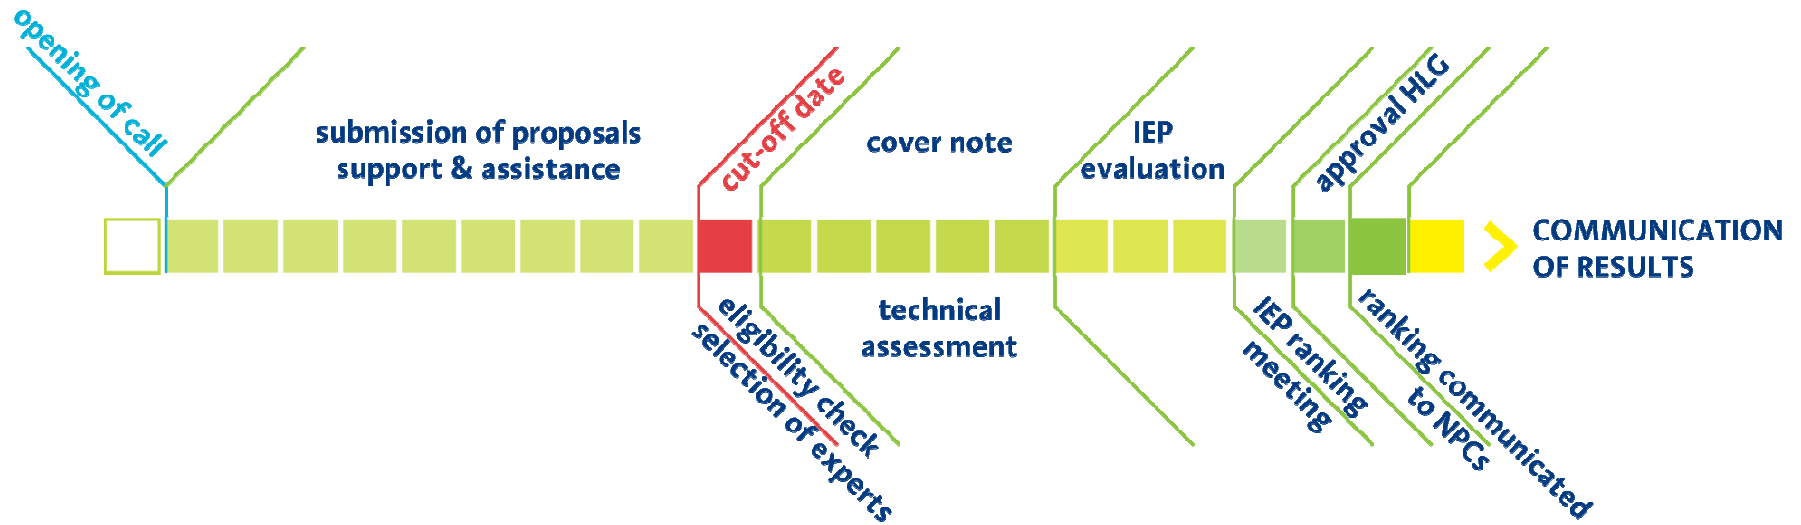 opening of call
submission of proposals
support & assistance
cut-off date
cover note
IEP
evaluation
approval HLG
COMMUNICATION
OF RESULTS
eligibility check
selection of experts
technical
assessment
IEP ranking
meeting
ranking communicated
to NPCs